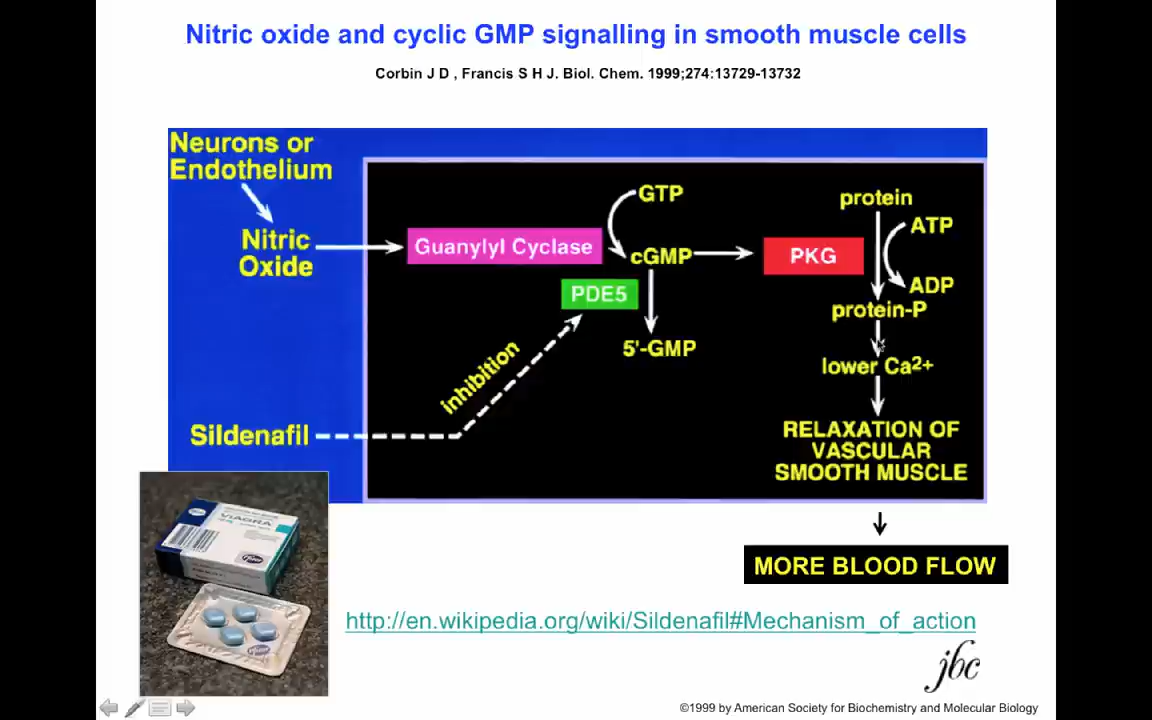 Nitric oxide and cyclic GMP signalling in smooth muscle cells
Corbin J D , Francis S H J. Biol. Chem. 1999;274:13729-13732
Neurons or
Endothelium
Nitric
Oxide
Guanylyl Cyclase
GTP
cGMP
PDE5
5'-GMP
PKG
protein
ATP
ADP
protein-P
lower Ca2+
RELAXATION OF
VASCULAR
SMOOTH MUSCLE
inhibition
Sildenafil
VIAGRA
Pfizer
MORE BLOOD FLOW
http://en.wikipedia.org/wiki/Sildenafil#Mechanism_of_action
jbc
©1999 by American Society for Biochemistry and Molecular Biology